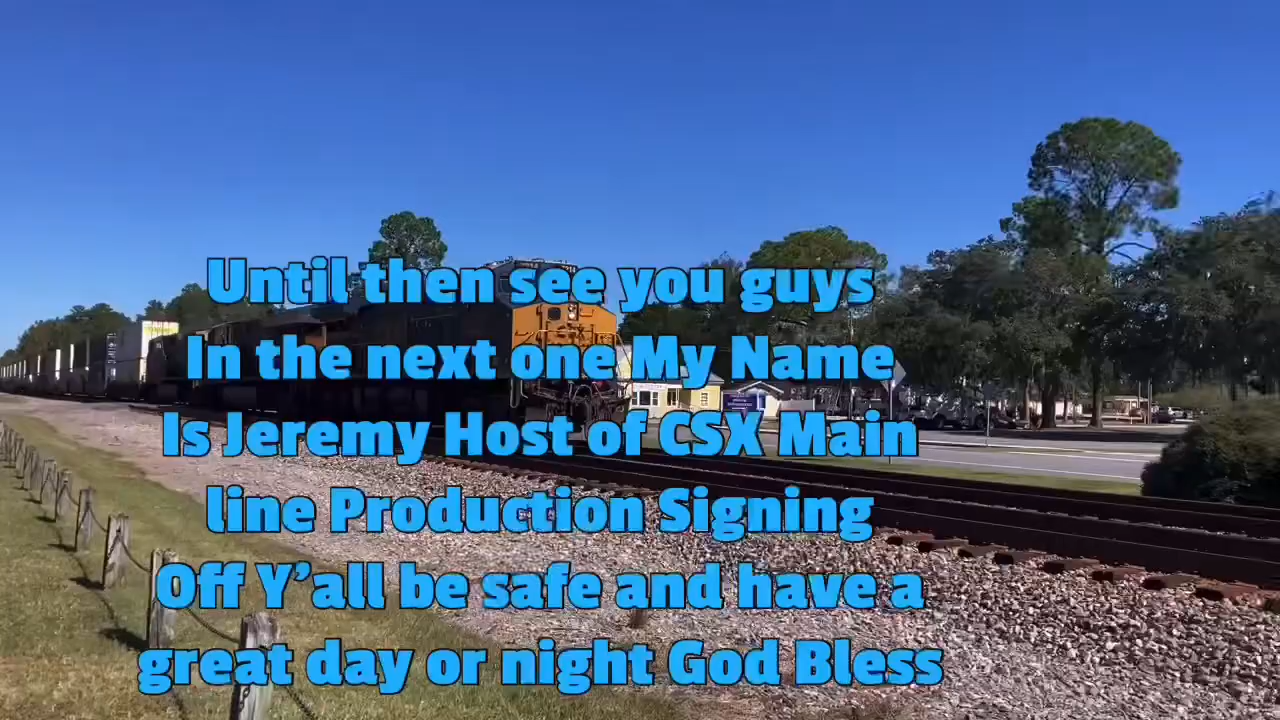 Until then see you guys
In the next one My Name
Is Jeremy Host of CSX Main
line Production Signing
Off Y'all be safe and have a
great day or night God Bless